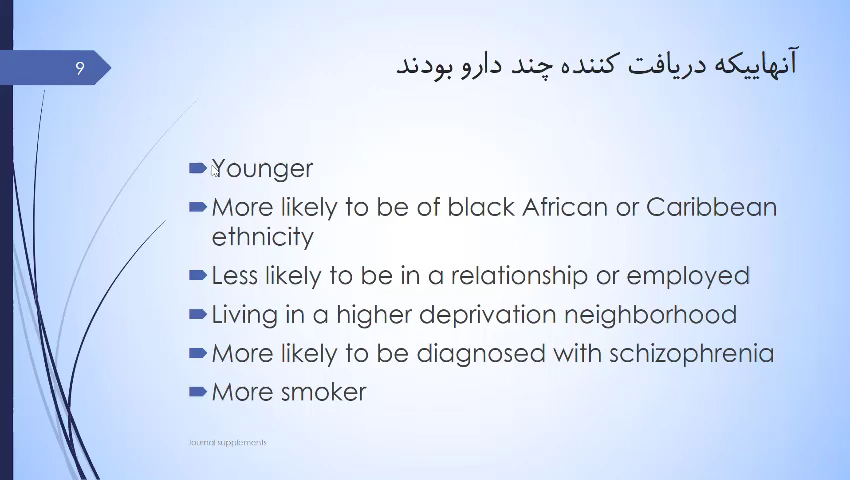 9
آنهاییکه دریافت کننده چند دارو بودند
Younger
More likely to be of black African or Caribbean
ethnicity
Less likely to be in a relationship or employed
Living in a higher deprivation neighborhood
More likely to be diagnosed with schizophrenia
More smoker
Journal supplements